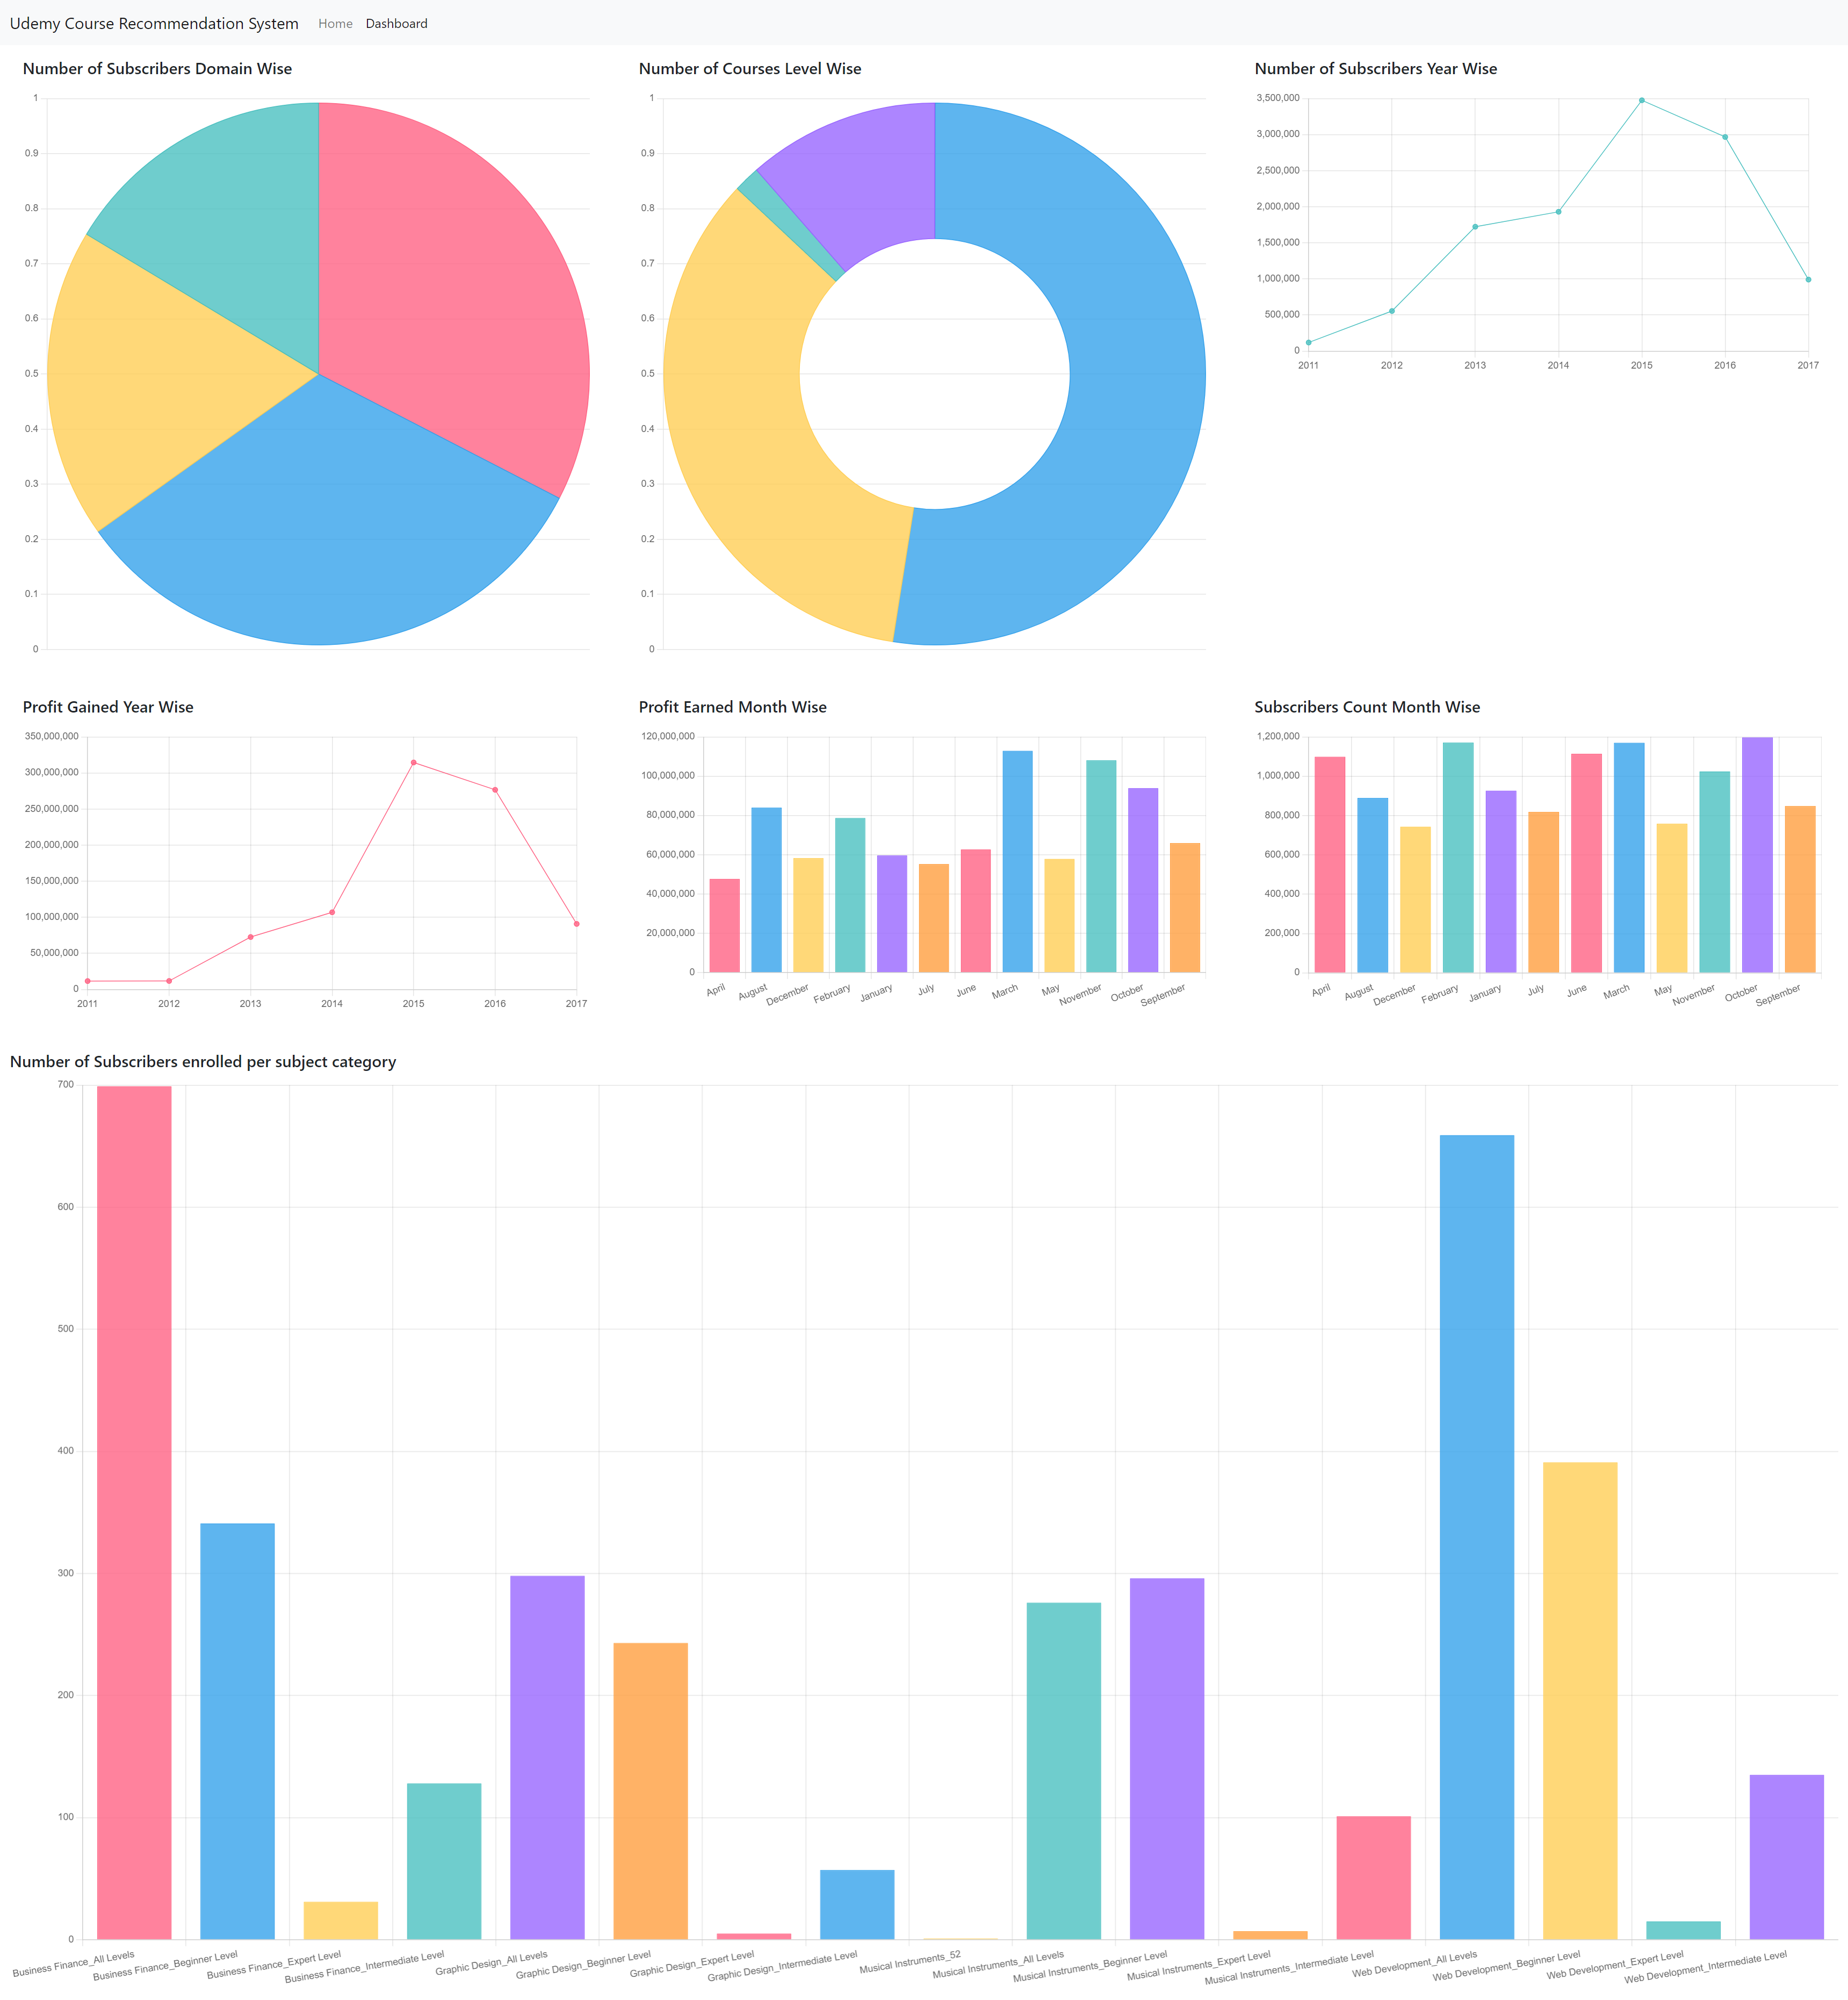 Udemy Course Recommendation System Home Dashboard
Number of Subscribers Domain Wise
1
0.9
0.8
0.7
0.6
0.5
0.4
0.3
0.2
0.1
0
Number of Courses Level Wise
1
0.9
0.8
0.7
0.6
0.5
0.4
0.3
0.2
0.1
0
Number of Subscribers Year Wise
3,500,000
3,000,000
2,500,000
2,000,000
1,500,000
1,000,000
500,000
0
2011 2012 2013 2014 2015 2016 2017
Profit Gained Year Wise
350,000,000
300,000,000
250,000,000
200,000,000
150,000,000
100,000,000
50,000,000
0
2011 2012 2013 2014 2015 2016 2017
Profit Earned Month Wise
120,000,000
100,000,000
80,000,000
60,000,000
40,000,000
20,000,000
0
April August December February January July June March May November October September
Subscribers Count Month Wise
1,200,000
1,000,000
800,000
600,000
400,000
200,000
0
April August December February January July June March May November October September
Number of Subscribers enrolled per subject category
700
600
500
400
300
200
100
0
Business Finance_All Levels
Business Finance_Beginner Level
Business Finance_Expert Level
Business Finance_Intermediate Level
Graphic Design_All Levels
Graphic Design_Beginner Level
Graphic Design_Expert Level
Graphic Design_Intermediate Level
Musical Instruments_52
Musical Instruments_All Levels
Musical Instruments_Beginner Level
Musical Instruments_Expert Level
Musical Instruments_Intermediate Level
Web Development_All Levels
Web Development_Beginner Level
Web Development_Expert Level
Web Development_Intermediate Level